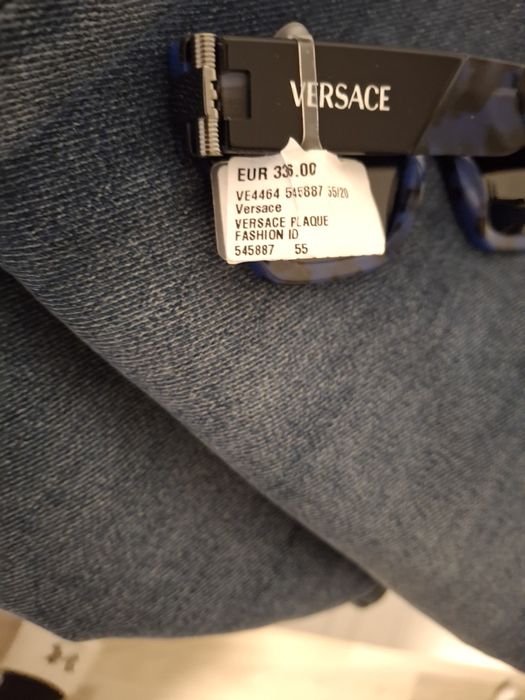 VERSACE
EUR 336.00
VE4464 545887 55/20
Versace
VERSACE PLAQUE
FASHION ID
545887 55